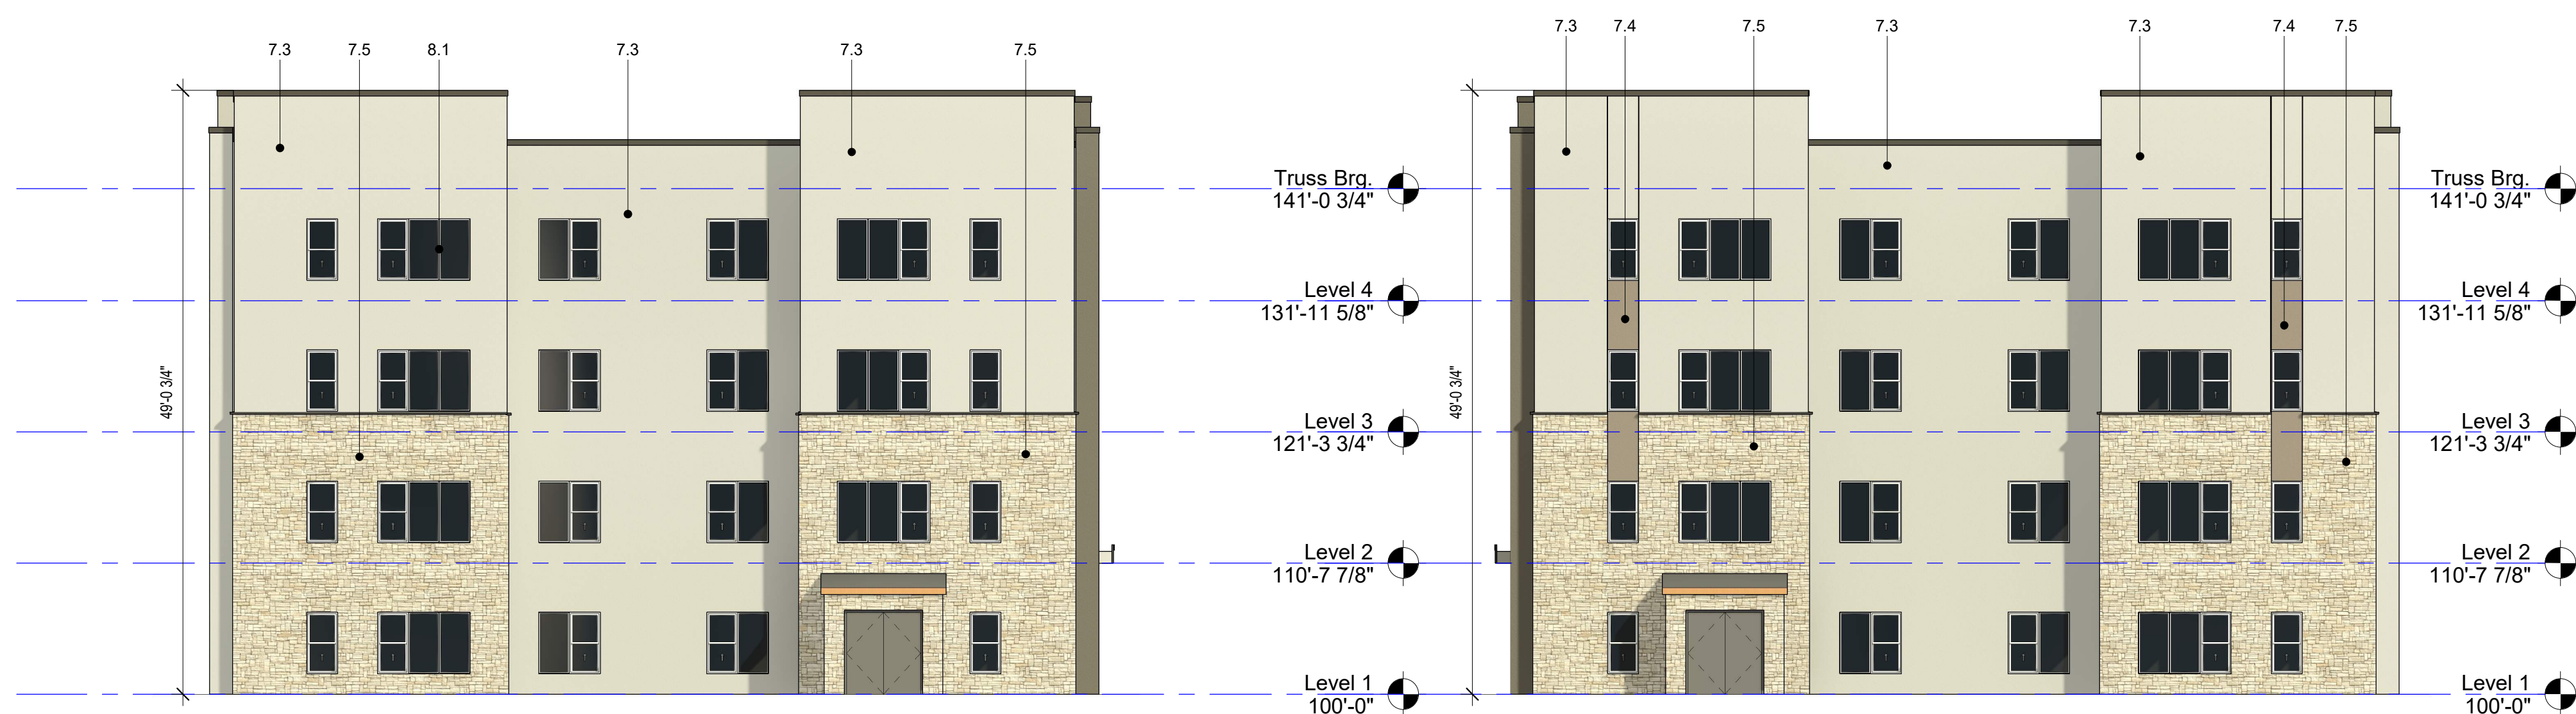 7.3 7.5 8.1 7.3 7.3 7.5
Truss Brg.
141'-0 3/4"
Level 4
131'-11 5/8"
49'-0 3/4"
Level 3
121'-3 3/4"
Level 2
110'-7 7/8"
Level 1
100'-0"
7.3 7.4 7.5 7.3 7.3 7.4 7.5
Truss Brg.
141'-0 3/4"
Level 4
131'-11 5/8"
49'-0 3/4"
Level 3
121'-3 3/4"
Level 2
110'-7 7/8"
Level 1
100'-0"